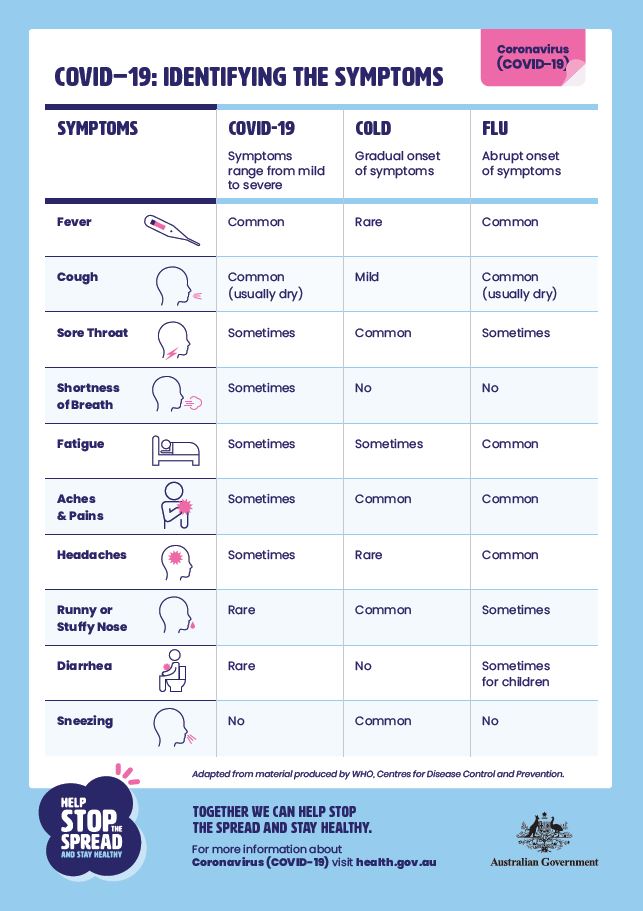 Coronavirus
(COVID-19)
COVID-19: IDENTIFYING THE SYMPTOMS
SYMPTOMS COVID-19 COLD FLU
Symptoms Gradual onset Abrupt onset
range from mild of symptoms of symptoms
to severe
Fever Common Rare Common
Cough Common Mild Common
(usually dry) (usually dry)
Sore Throat Sometimes Common Sometimes
Shortness Sometimes No No
of Breath
Fatigue Sometimes Sometimes Common
Aches Sometimes Common Common
& Pains
Headaches Sometimes Rare Common
Runny or Rare Common Sometimes
Stuffy Nose
Diarrhea Rare No Sometimes
for children
Sneezing No Common No
Adapted from material produced by WHO, Centres for Disease Control and Prevention.
HELP
STOP THE
SPREAD
AND STAY HEALTHY
TOGETHER WE CAN HELP STOP
THE SPREAD AND STAY HEALTHY.
For more information about
Coronavirus (COVID-19) visit health.gov.au
Australian Government